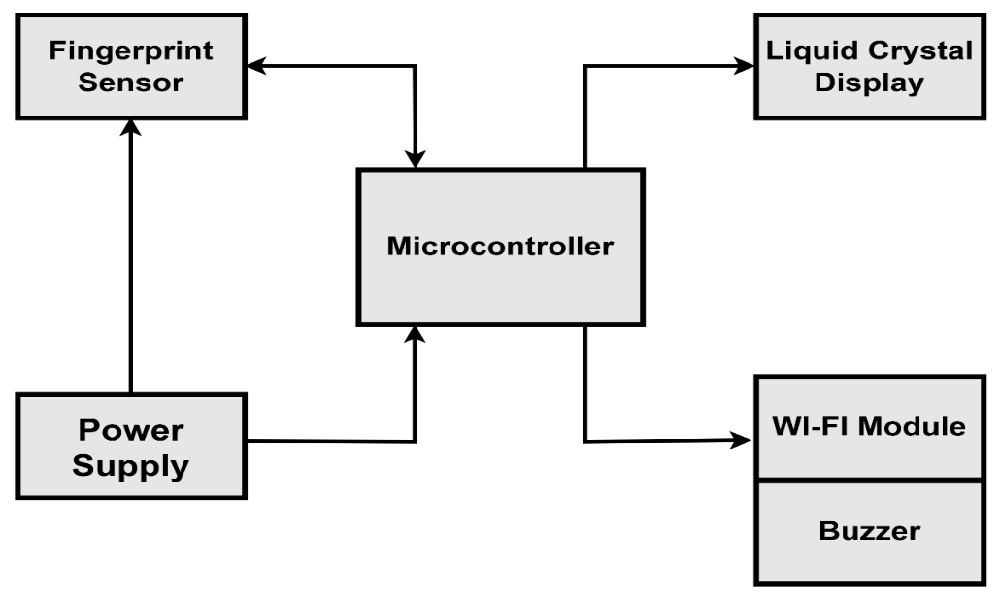 Fingerprint
Sensor
Liquid Crystal
Display
Microcontroller
Power
Supply
WI-FI Module
Buzzer